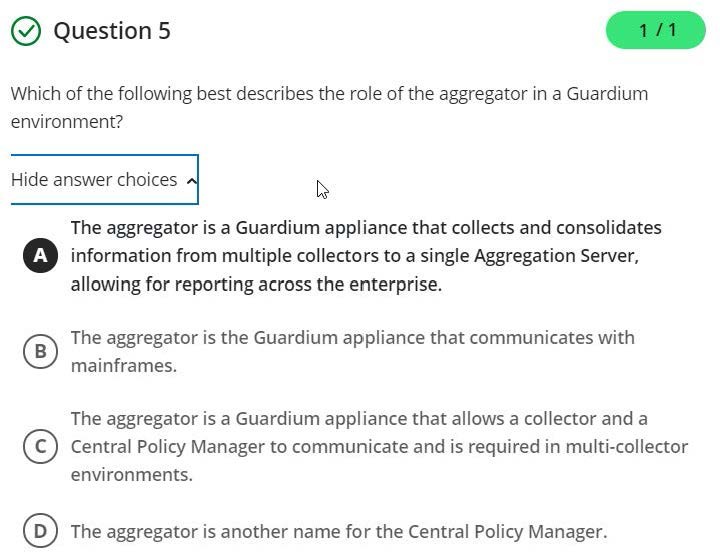 Question 5
1 / 1
Which of the following best describes the role of the aggregator in a Guardium
environment?
Hide answer choices
A
The aggregator is a Guardium appliance that collects and consolidates
information from multiple collectors to a single Aggregation Server,
allowing for reporting across the enterprise.
B
The aggregator is the Guardium appliance that communicates with
mainframes.
C
The aggregator is a Guardium appliance that allows a collector and a
Central Policy Manager to communicate and is required in multi-collector
environments.
D
The aggregator is another name for the Central Policy Manager.